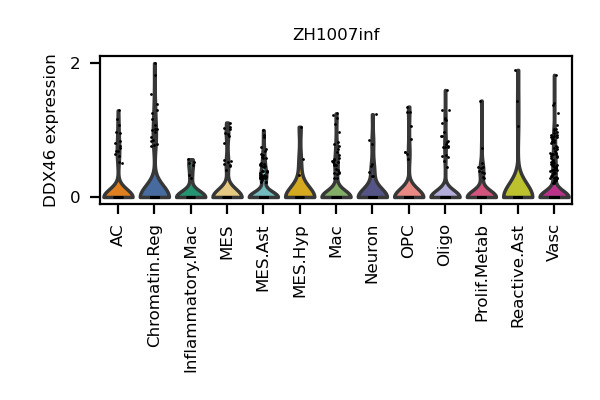 ZH1007inf
DDX46 expression
2
0
AC
Chromatin.Reg
Inflammatory.Mac
MES
MES.Ast
MES.Hyp
Mac
Neuron
OPC
Oligo
Prolif.Metab
Reactive.Ast
Vasc